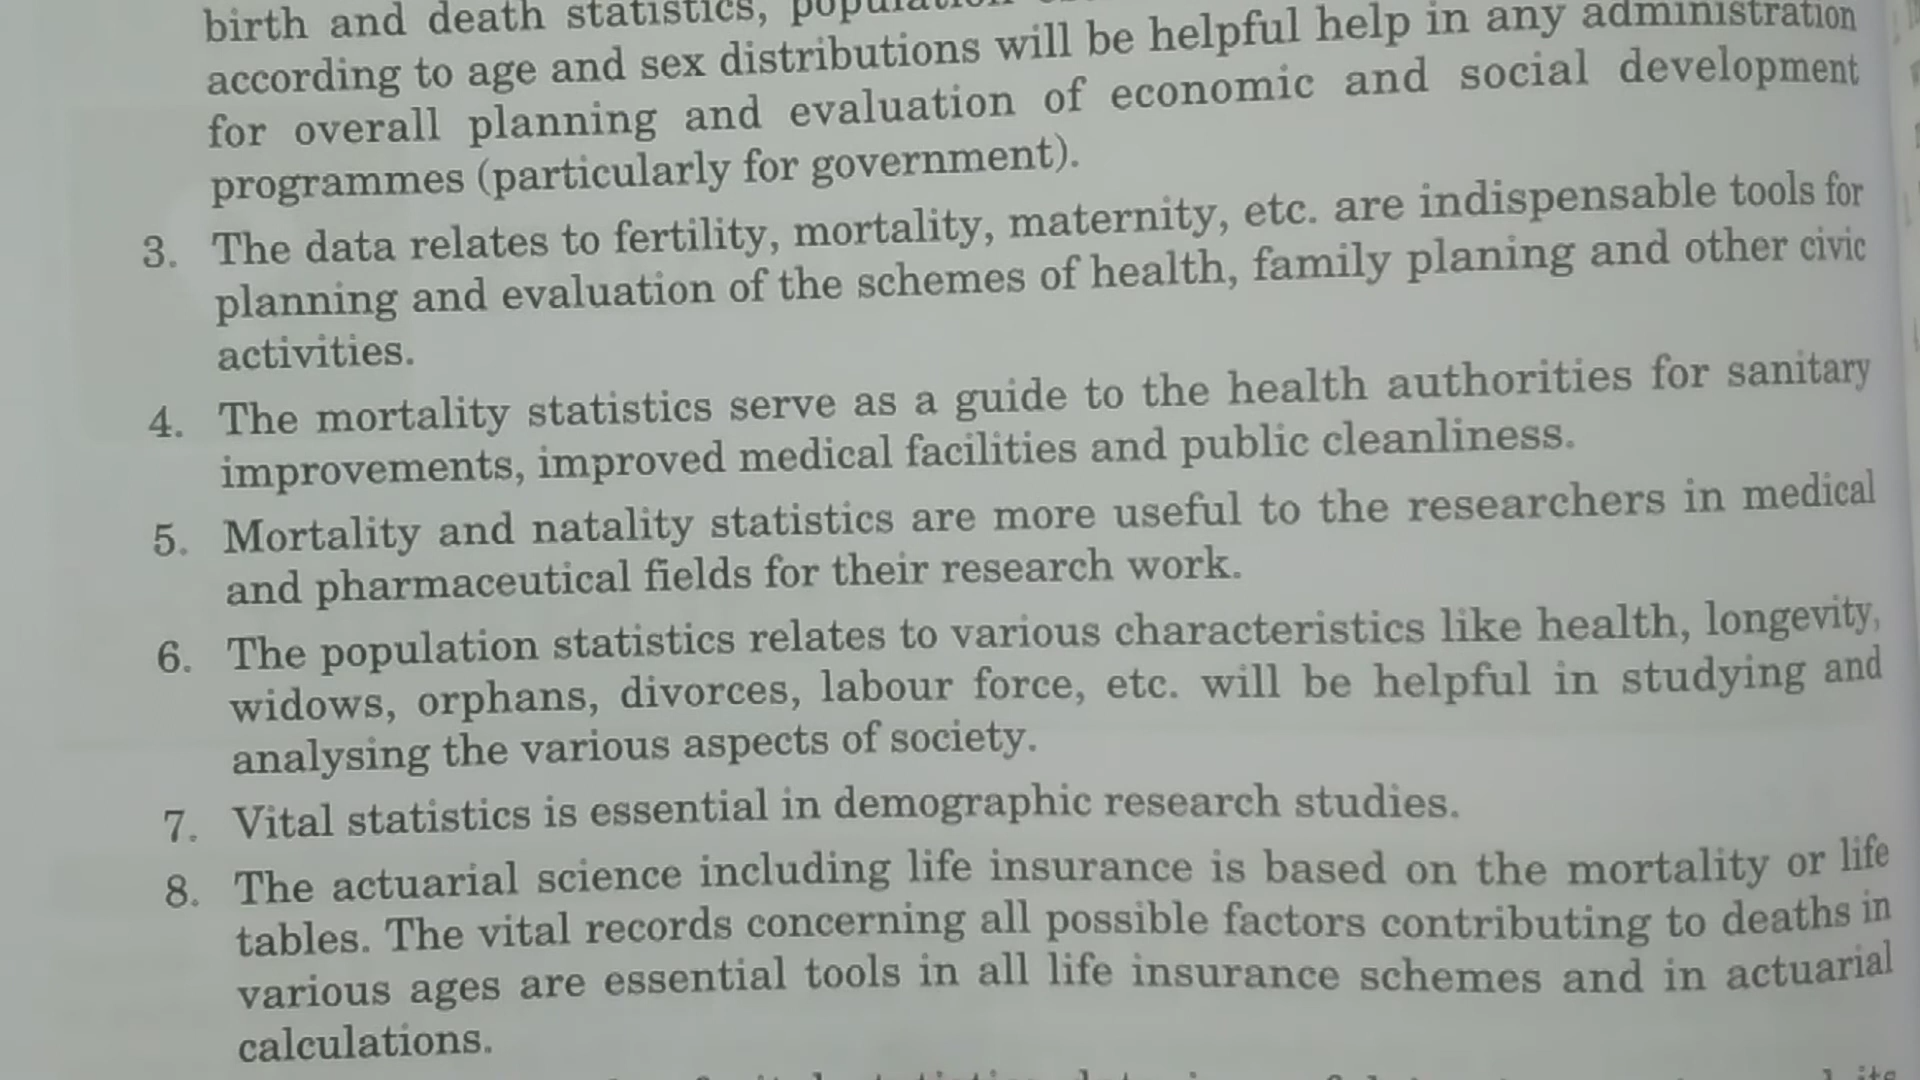 birth and death statistics,
according to age and sex distributions will be helpful help in any administration
for overall planning and evaluation of economic and social development
programmes (particularly for government).
3. The data relates to fertility, mortality, maternity, etc. are indispensable tools for
planning and evaluation of the schemes of health, family planing and other civic
activities.
4. The mortality statistics serve as a guide to the health authorities for sanitary
improvements, improved medical facilities and public cleanliness.
5. Mortality and natality statistics are more useful to the researchers in medical
and pharmaceutical fields for their research work.
6. The population statistics relates to various characteristics like health, longevity,
widows, orphans, divorces, labour force, etc. will be helpful in studying and
analysing the various aspects of society.
7. Vital statistics is essential in demographic research studies.
8. The actuarial science including life insurance is based on the mortality or life
tables. The vital records concerning all possible factors contributing to deaths in
various ages are essential tools in all life insurance schemes and in actuarial
calculations.